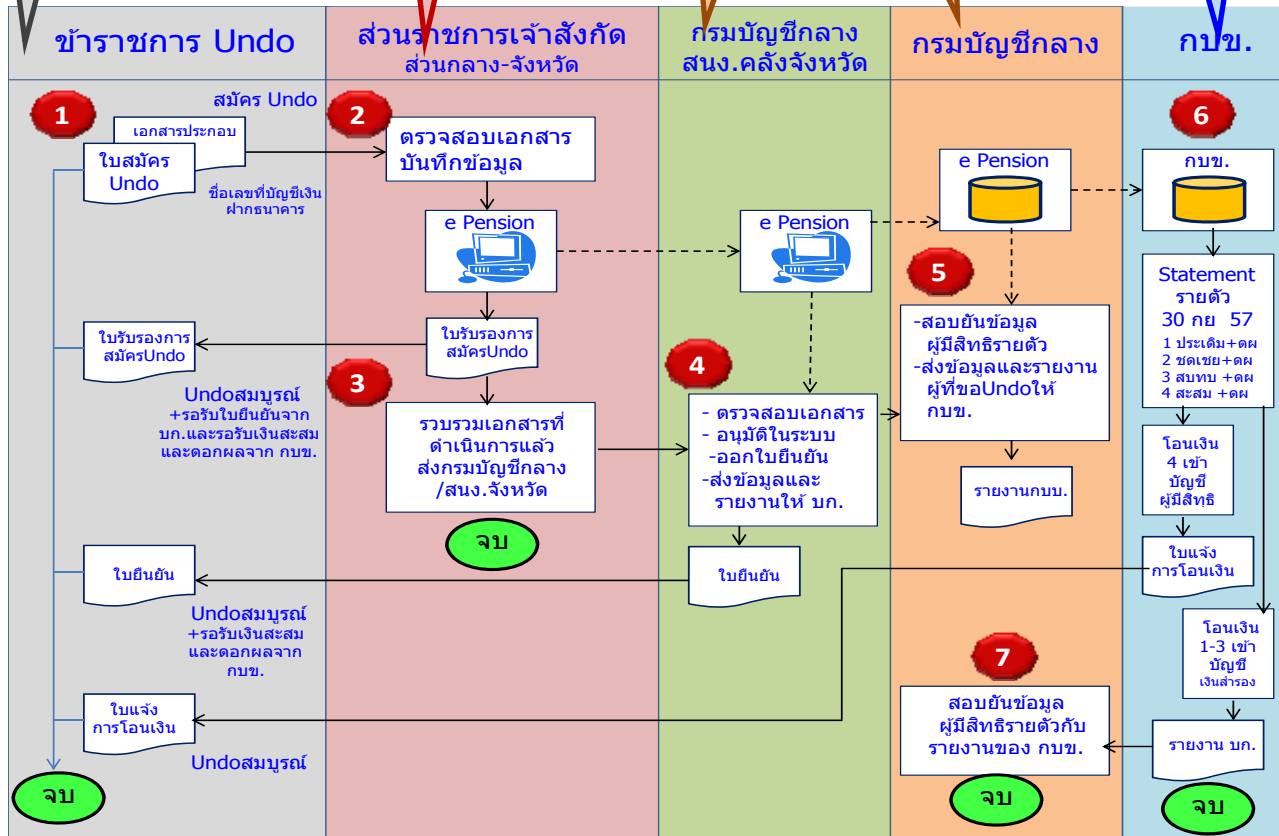 ข้าราชการ Undo
ส่วนราชการเจ้าสังกัด
ส่วนกลาง-จังหวัด
กรมบัญชีกลาง
สนง.คลังจังหวัด
กรมบัญชีกลาง
กบข.
1
สมัคร Undo
เอกสารประกอบ
ใบสมัคร
Undo
ชื่อเลขที่บัญชีเงิน
ฝากธนาคาร
ใบรับรองการ
สมัครUndo
Undoสมบูรณ์
+รอรับใบยืนยันจาก
บก.และรอรับเงินสะสม
และดอกผลจาก กบข.
ใบยืนยัน
Undoสมบูรณ์
+รอรับเงินสะสม
และดอกผลจาก
กบข.
ใบแจ้ง
การโอนเงิน
Undoสมบูรณ์
จบ
2
ตรวจสอบเอกสาร
บันทึกข้อมูล
e Pension
ใบรับรองการ
สมัครUndo
3
รวบรวมเอกสารที่
ดำเนินการแล้ว
ส่งกรมบัญชีกลาง
/สนง.จังหวัด
จบ
e Pension
4
- ตรวจสอบเอกสาร
- อนุมัติในระบบ
-ออกใบยืนยัน
-ส่งข้อมูลและ
รายงานให้ บก.
ใบยืนยัน
e Pension
5
-สอบยันข้อมูล
ผู้มีสิทธิรายตัว
-ส่งข้อมูลและรายงาน
ผู้ที่ขอUndoให้
กบข.
รายงานกบบ.
7
สอบยันข้อมูล
ผู้มีสิทธิรายตัวกับ
รายงานของ กบข.
จบ
6
กบข.
Statement
รายตัว
30 กย 57
1 ประเดิม+ดผ
2 ชดเชย+ดผ
3 สบทบ +ดผ
4 สะสม +ดผ
โอนเงิน
4 เข้า
บัญชี
ผู้มีสิทธิ
ใบแจ้ง
การโอนเงิน
โอนเงิน
1-3 เข้า
บัญชี
เงินสำรอง
รายงาน บก.
จบ